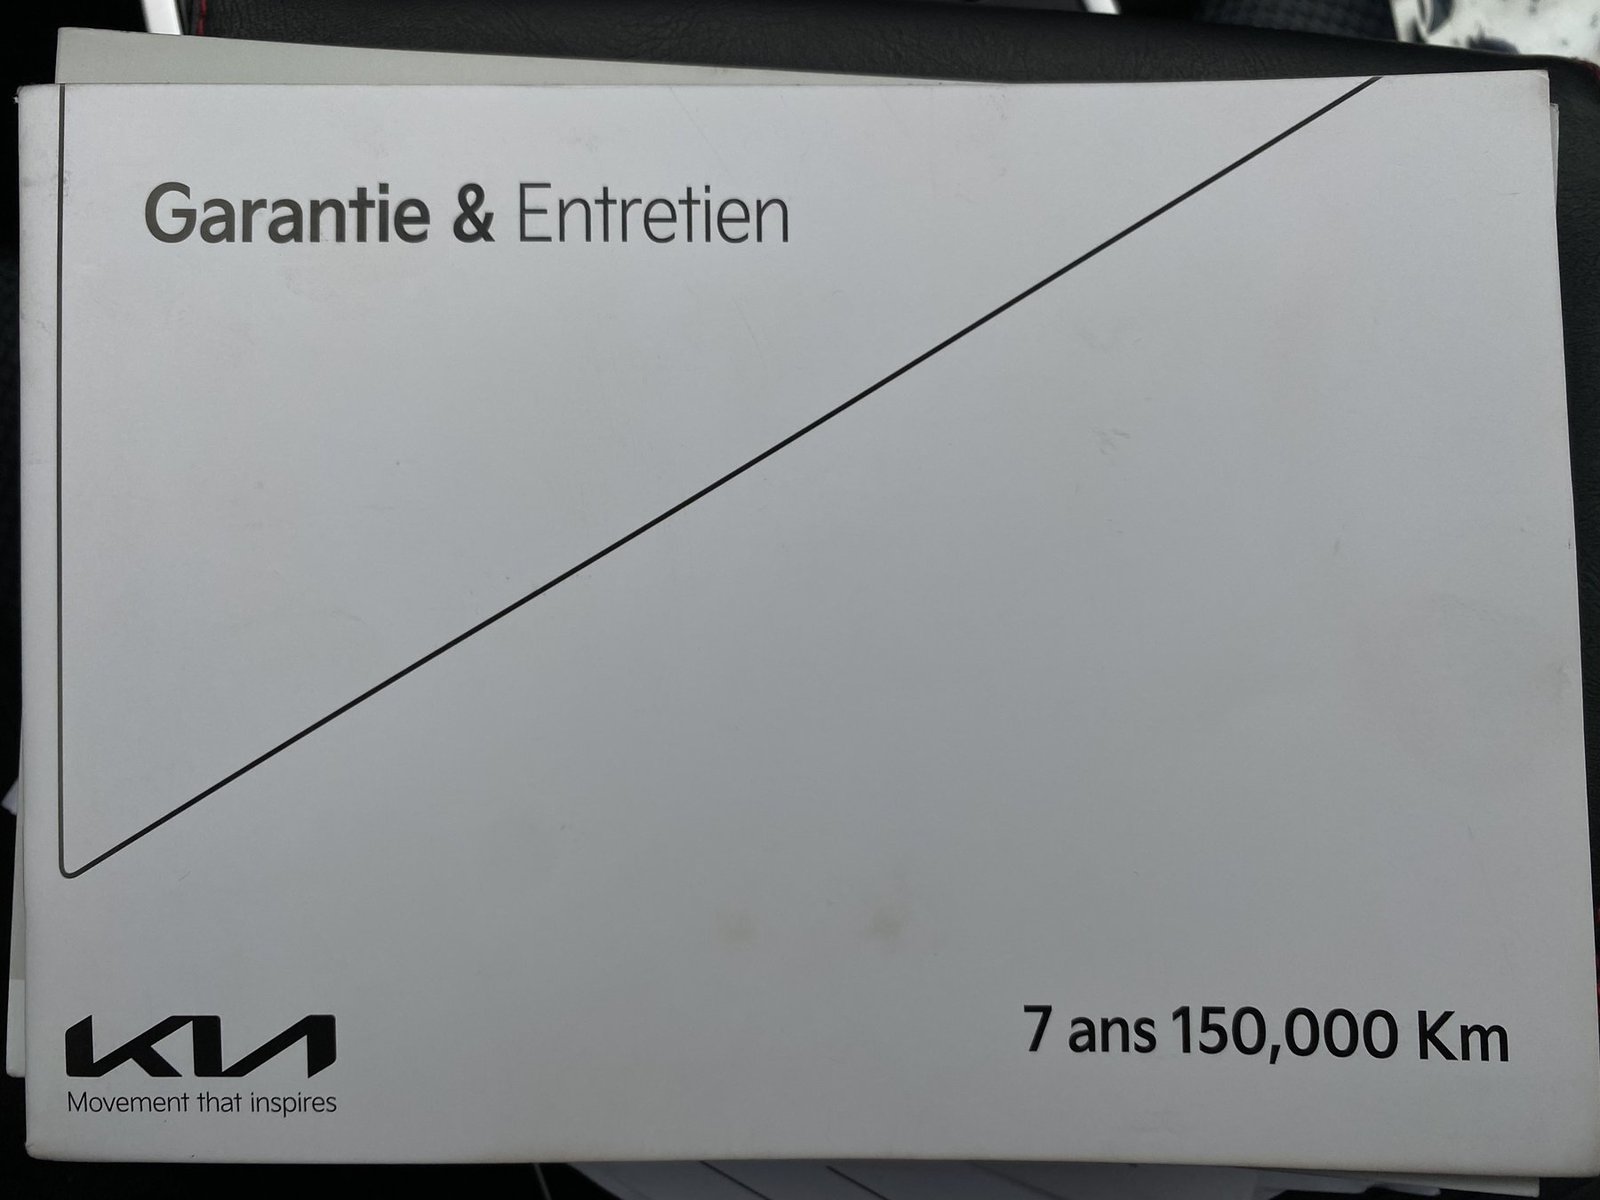 Garantie & Entretien
KIA
Movement that inspires
7 ans 150,000 Km